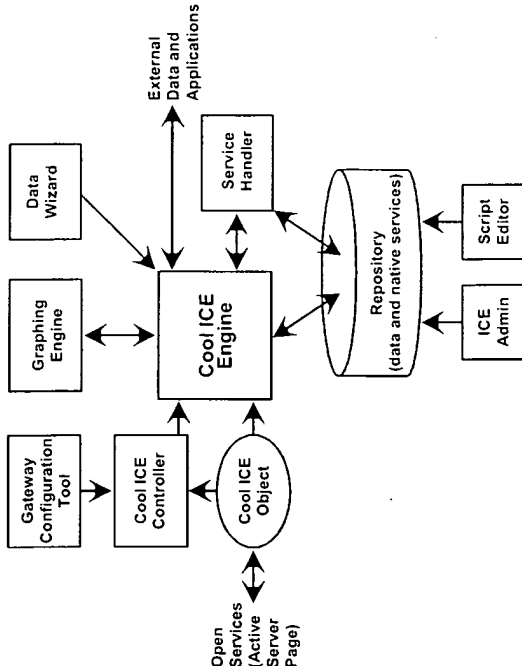 Gateway
Configuration
Tool
Graphing
Engine
Data
Wizard
External
Data and
Applications
Cool ICE
Controller
Cool ICE
Engine
Service
Handler
Open
Services
(Active
Server
Page)
Cool ICE
Object
Repository
(data and native services)
ICE
Admin
Script
Editor